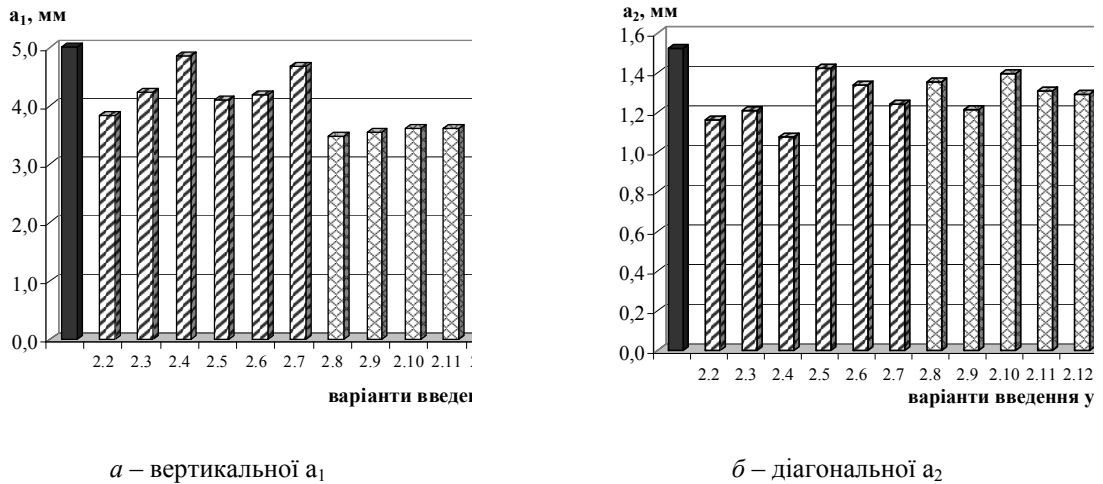 a₁, мм
5,0
4,0
3,0
2,0
1,0
0,0
2.2 2.3 2.4 2.5 2.6 2.7 2.8 2.9 2.10 2.11
варіанти введен
а – вертикальної a₁
a₂, мм
1,6
1,4
1,2
1,0
0,8
0,6
0,4
0,2
0,0
2.2 2.3 2.4 2.5 2.6 2.7 2.8 2.9 2.10 2.11 2.12
варіанти введення у
б – діагональної a₂